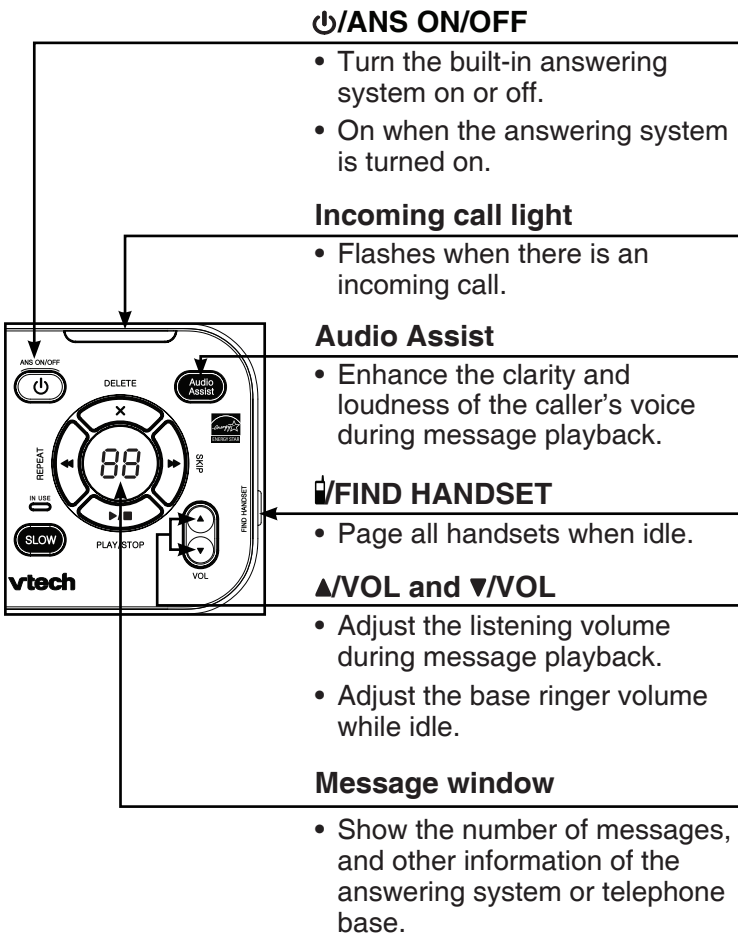 ⏻/ANS ON/OFF
• Turn the built-in answering
system on or off.
• On when the answering system
is turned on.
Incoming call light
• Flashes when there is an
incoming call.
Audio Assist
• Enhance the clarity and
loudness of the caller's voice
during message playback.
/FIND HANDSET
• Page all handsets when idle.
▲/VOL and ▼/VOL
• Adjust the listening volume
during message playback.
• Adjust the base ringer volume
while idle.
Message window
• Show the number of messages,
and other information of the
answering system or telephone
base.
ANS ON/OFF
DELETE
Audio
Assist
ENERGY STAR
REPEAT
88
SKIP
IN USE
SLOW
PLAY/STOP
VOL
FIND HANDSET
vtech